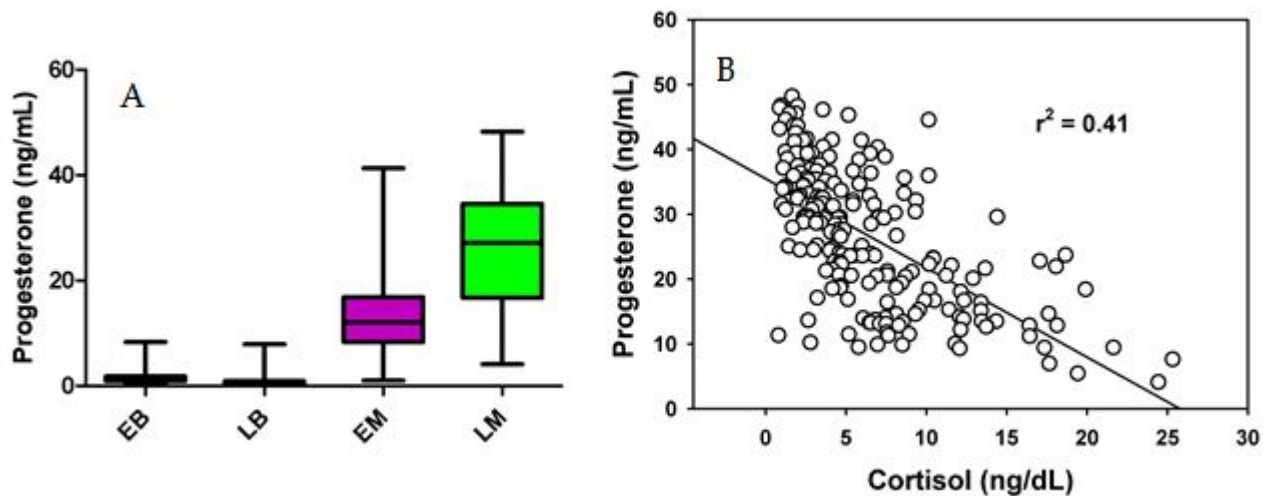 A
Progesterone (ng/mL)
60
40
20
0
EB
LB
EM
LM
B
r² = 0.41
Progesterone (ng/mL)
60
50
40
30
20
10
0
0 5 10 15 20 25 30
Cortisol (ng/dL)